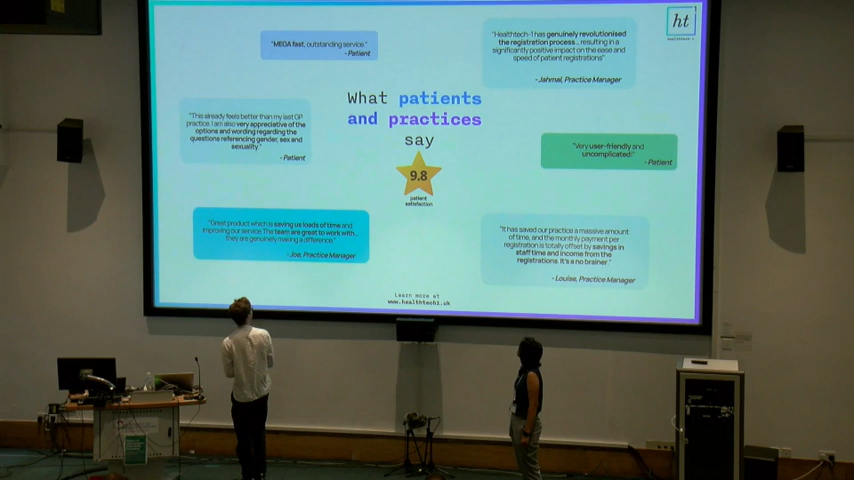 "MEGA fast, outstanding service."
- Patient
"Healthtech-1 has genuinely revolutionised
the registration process... resulting in a
significantly positive impact on the ease and
speed of patient registrations"
- Jahmal, Practice Manager
ht
healthtech 1
What patients
and practices
say
9.8
patient
satisfaction
"This already feels better than my last GP
practice. I am also very appreciative of the
options and wording regarding the
questions referencing gender, sex and
sexuality."
- Patient
"Very user-friendly and
uncomplicated!"
- Patient
"Great product which is saving us loads of time and
improving our service. The team are great to work with...
they are genuinely making a difference."
- Joe, Practice Manager
"It has saved our practice a massive amount
of time, and the monthly payment per
registration is totally offset by savings in
staff time and income from the
registrations. It's a no brainer."
- Louise, Practice Manager
Learn more at
www.healthtech1.uk